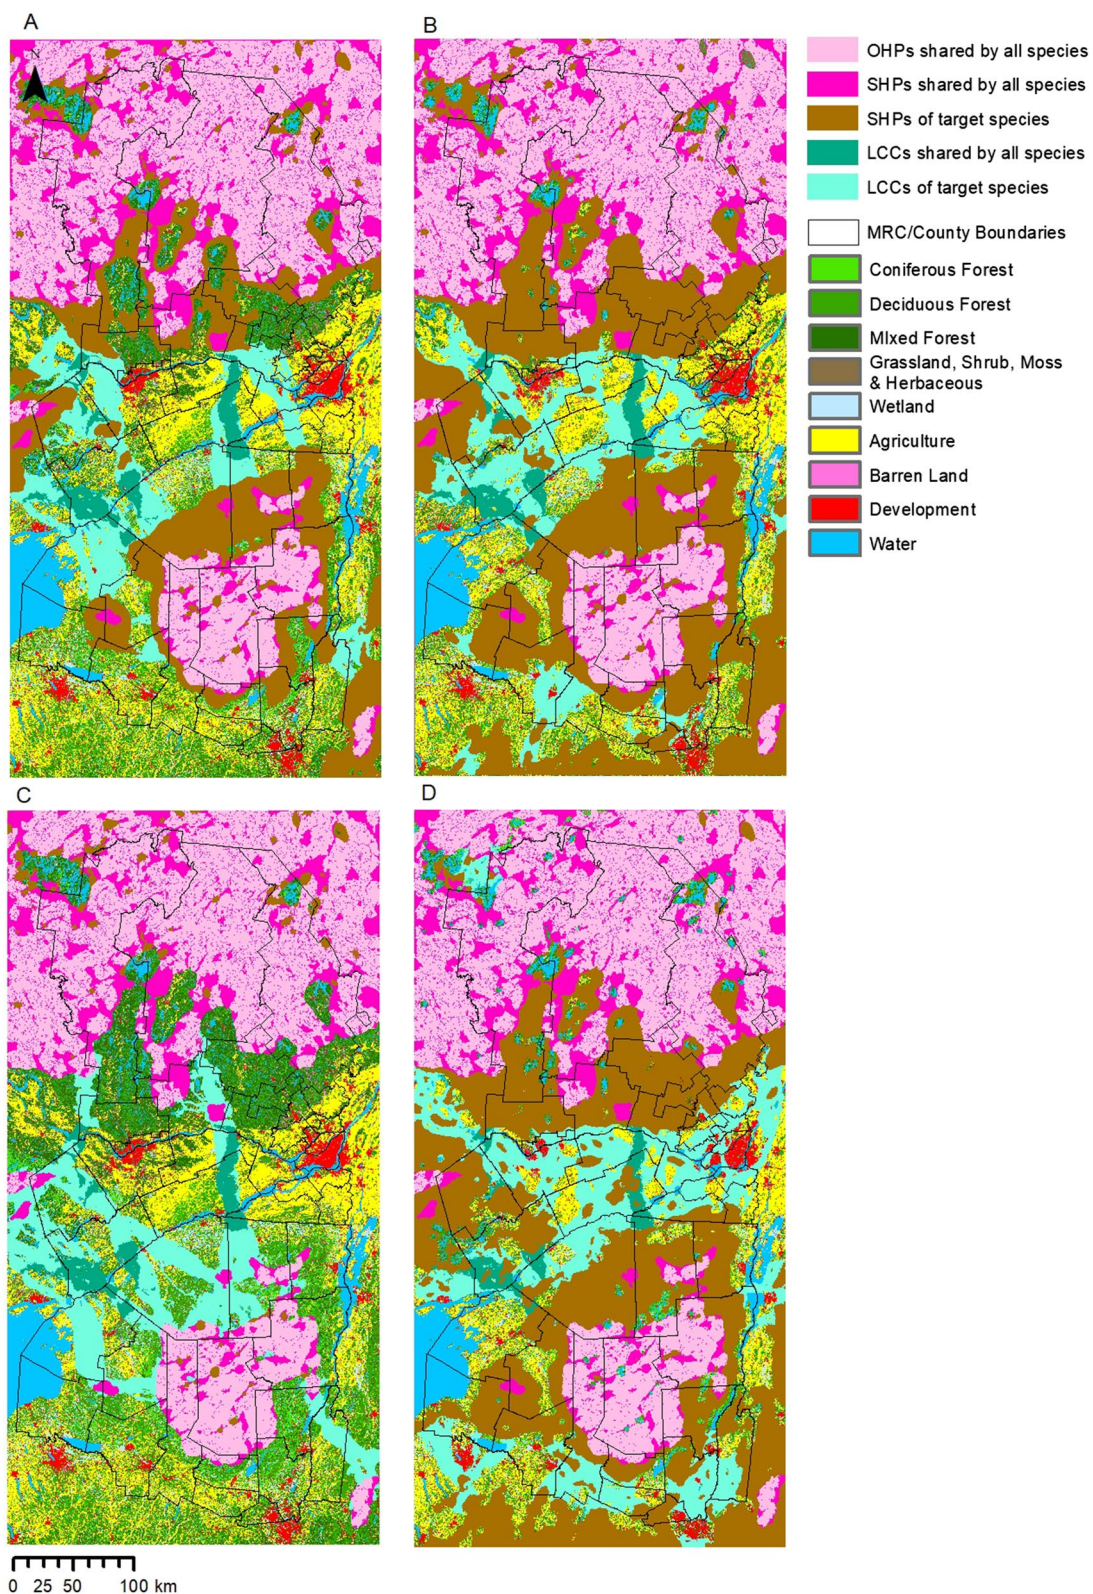 A
B
N
OHPs shared by all species
SHPs shared by all species
SHPs of target species
LCCs shared by all species
LCCs of target species
MRC/County Boundaries
Coniferous Forest
Deciduous Forest
MIxed Forest
Grassland, Shrub, Moss
& Herbaceous
Wetland
Agriculture
Barren Land
Development
Water
C
D
0 25 50 100 km